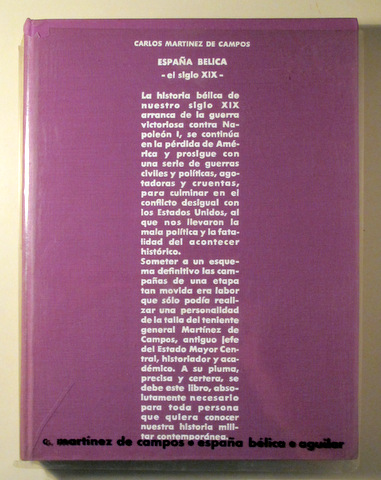 CARLOS MARTINEZ DE CAMPOS
ESPAÑA BELICA
- el siglo XIX -
La historia bélica de
nuestro siglo XIX
arranca de la guerra
victoriosa contra Na-
poleón I, se continúa
en la pérdida de Amé-
rica y prosigue con
una serie de guerras
civiles y políticas, ago-
tadoras y cruentas,
para culminar en el
conflicto desigual con
los Estados Unidos, al
que nos llevaron la
mala política y la fata-
lidad del acontecer
histórico.
Someter a un esque-
ma definitivo las cam-
pañas de una etapa
tan movida era labor
que sólo podía reali-
zar una personalidad
de la talla del teniente
general Martínez de
Campos, antiguo jefe
del Estado Mayor Cen-
tral, historiador y aca-
démico. A su pluma,
precisa y certera, se
debe este libro, abso-
lutamente necesario
para toda persona
que quiera conocer
nuestra historia mili-
tar contemporánea.
c. martínez de campos • españa bélica • aguilar